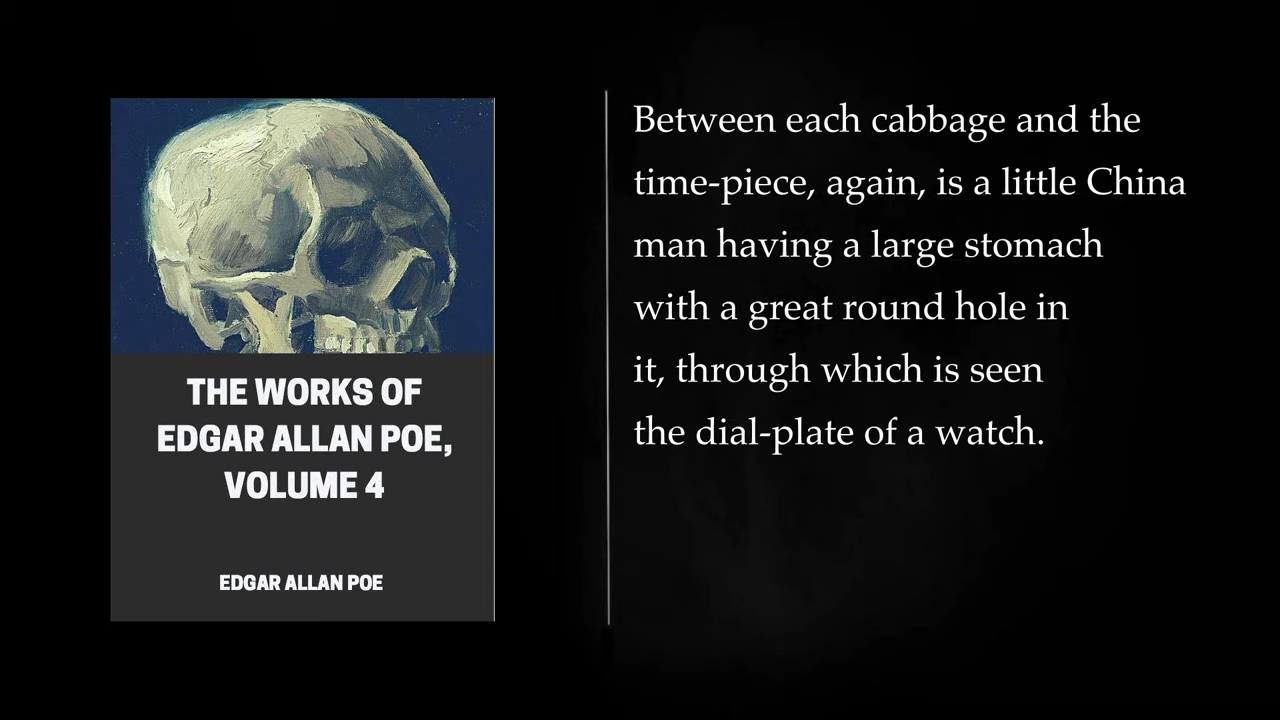 THE WORKS OF
EDGAR ALLAN POE,
VOLUME 4
EDGAR ALLAN POE
Between each cabbage and the
time-piece, again, is a little China
man having a large stomach
with a great round hole in
it, through which is seen
the dial-plate of a watch.